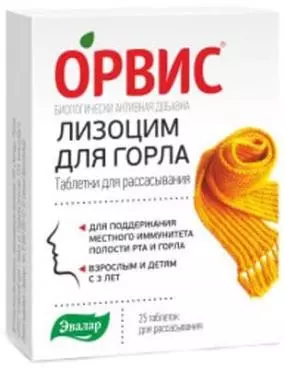 ОРВИС®
БИОЛОГИЧЕСКИ АКТИВНАЯ ДОБАВКА
ЛИЗОЦИМ
ДЛЯ ГОРЛА
Таблетки для рассасывания
ДЛЯ ПОДДЕРЖАНИЯ
МЕСТНОГО ИММУНИТЕТА
ПОЛОСТИ РТА И ГОРЛА
ВЗРОСЛЫМ И ДЕТЯМ
С 3 ЛЕТ
Эвалар
25 таблеток
для рассасывания